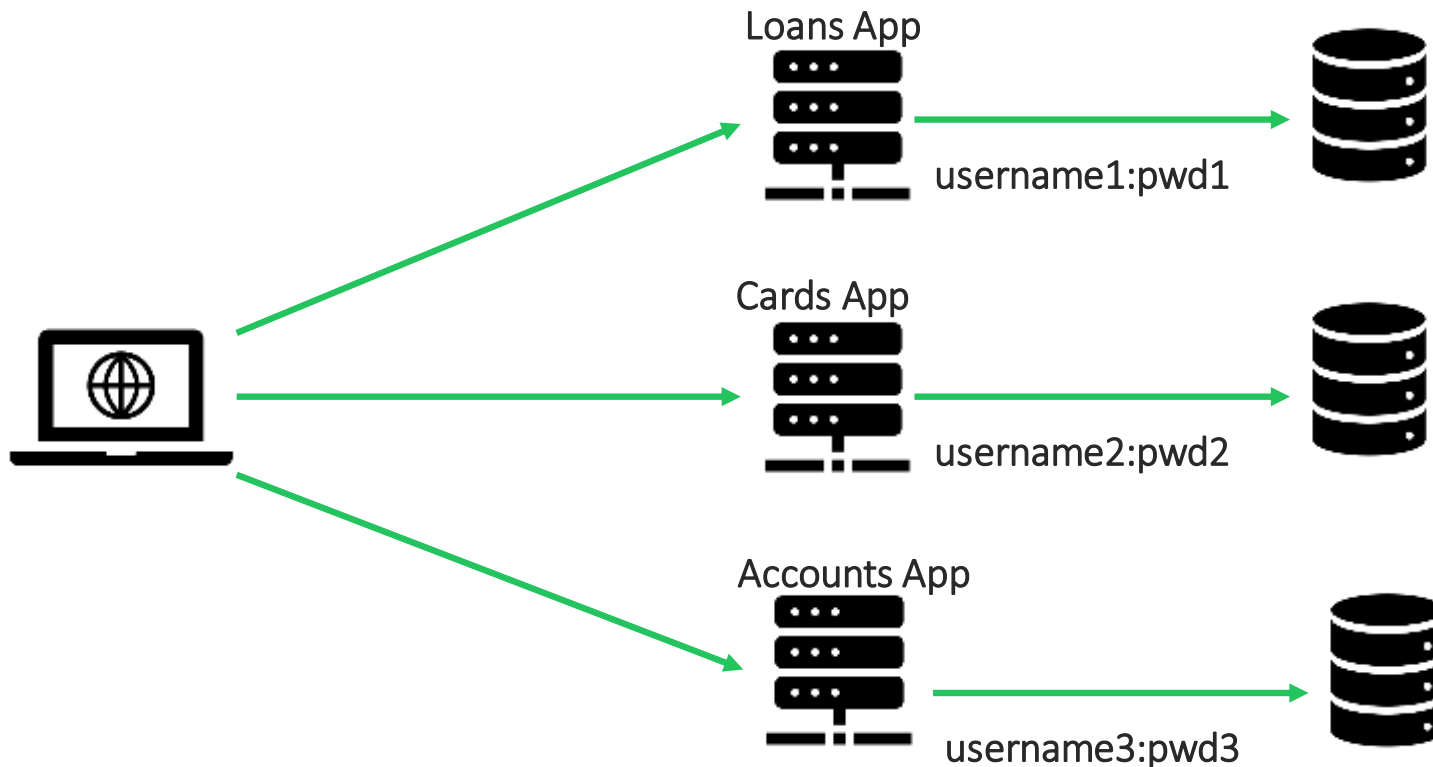 Loans App
username1:pwd1
Cards App
username2:pwd2
Accounts App
username3:pwd3